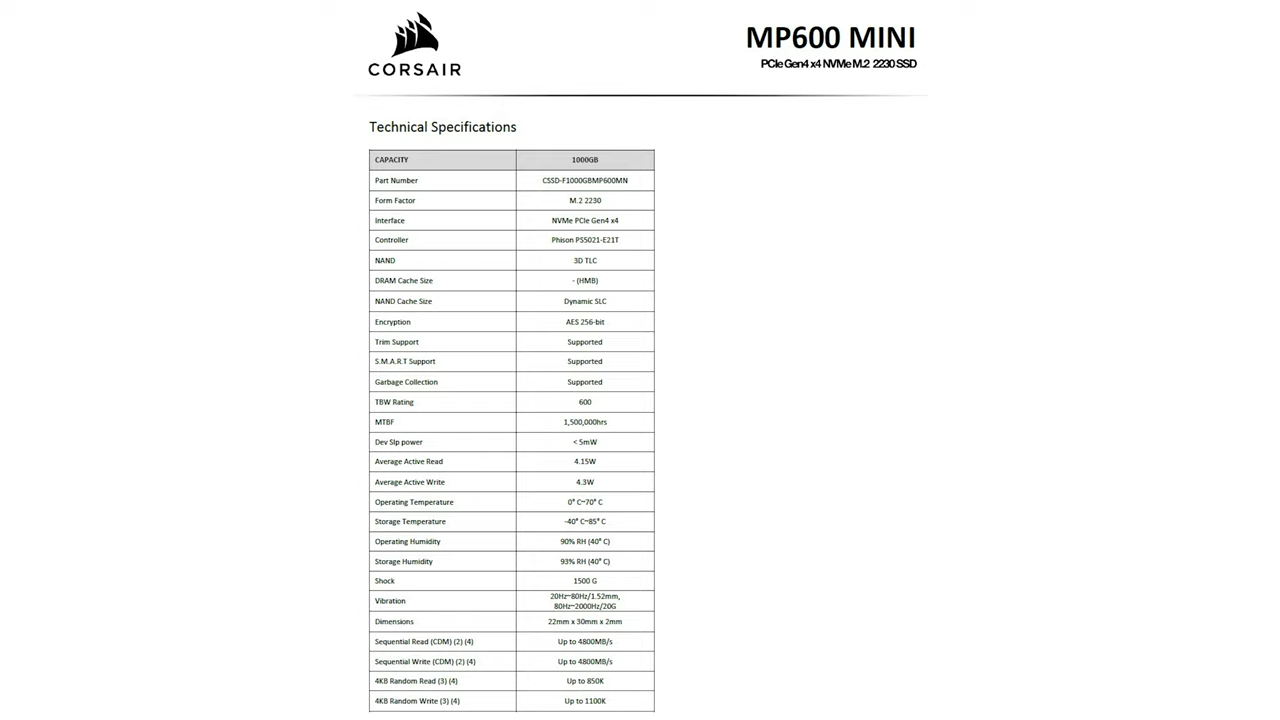 CORSAIR
MP600 MINI
PCIe Gen4 x4 NVMe M.2 2230 SSD
Technical Specifications
CAPACITY 1000GB
Part Number CSSD-F1000GBMP600MN
Form Factor M.2 2230
Interface NVMe PCIe Gen4 x4
Controller Phison PS5021-E21T
NAND 3D TLC
DRAM Cache Size - (HMB)
NAND Cache Size Dynamic SLC
Encryption AES 256-bit
Trim Support Supported
S.M.A.R.T Support Supported
Garbage Collection Supported
TBW Rating 600
MTBF 1,500,000hrs
Dev Slp power < 5mW
Average Active Read 4.15W
Average Active Write 4.3W
Operating Temperature 0° C~70° C
Storage Temperature -40° C~85° C
Operating Humidity 90% RH (40° C)
Storage Humidity 93% RH (40° C)
Shock 1500 G
Vibration 20Hz~80Hz/1.52mm,
80Hz~2000Hz/20G
Dimensions 22mm x 30mm x 2mm
Sequential Read (CDM) (2) (4) Up to 4800MB/s
Sequential Write (CDM) (2) (4) Up to 4800MB/s
4KB Random Read (3) (4) Up to 850K
4KB Random Write (3) (4) Up to 1100K